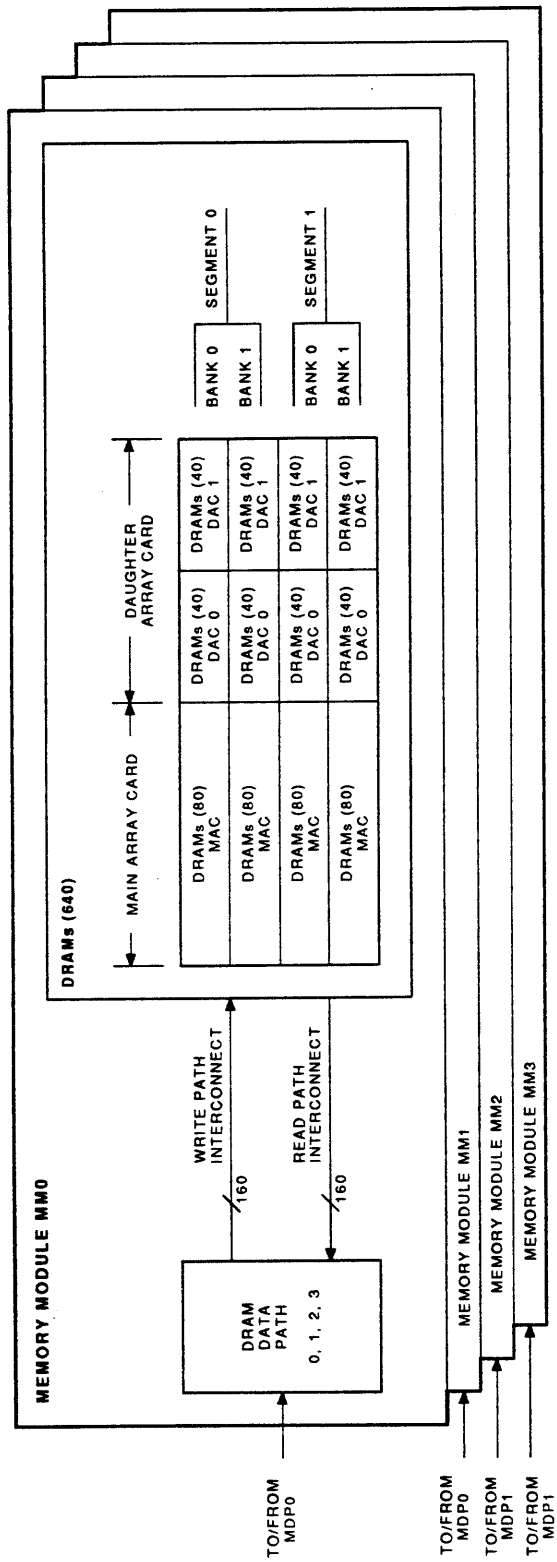 MEMORY MODULE MM0
DRAMs (640)
MAIN ARRAY CARD
DAUGHTER
ARRAY CARD
DRAMs (80)
MAC
DRAMs (40)
DAC 0
DRAMs (40)
DAC 1
DRAMs (80)
MAC
DRAMs (40)
DAC 0
DRAMs (40)
DAC 1
DRAMs (80)
MAC
DRAMs (40)
DAC 0
DRAMs (40)
DAC 1
DRAMs (80)
MAC
DRAMs (40)
DAC 0
DRAMs (40)
DAC 1
BANK 0
BANK 1
SEGMENT 0
BANK 0
BANK 1
SEGMENT 1
WRITE PATH
INTERCONNECT
160
READ PATH
INTERCONNECT
160
DRAM
DATA
PATH
0, 1, 2, 3
TO/FROM
MDP0
MEMORY MODULE MM1
TO/FROM
MDP0
MEMORY MODULE MM2
TO/FROM
MDP1
MEMORY MODULE MM3
TO/FROM
MDP1